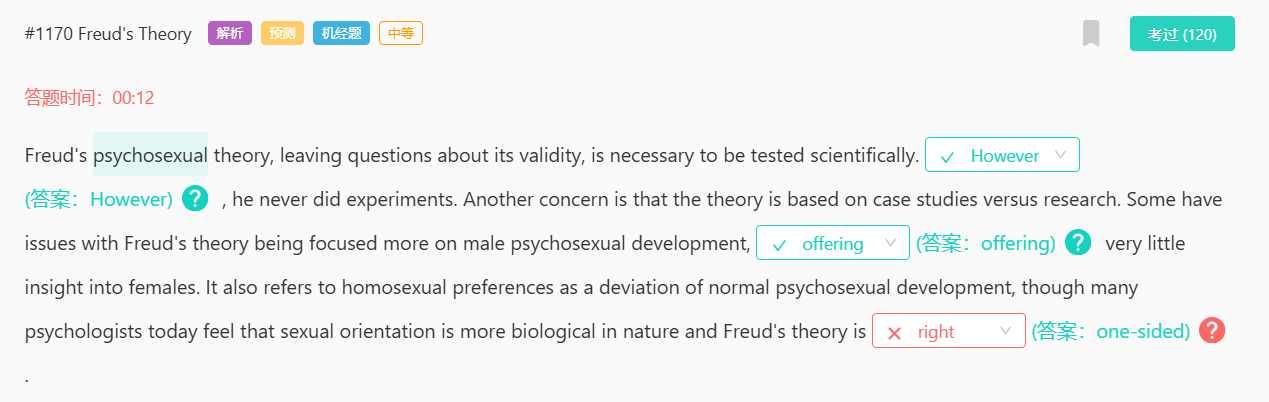 #1170 Freud's Theory 解析 预测 机经题 中等 考过 (120)
答题时间：00:12
Freud's psychosexual theory, leaving questions about its validity, is necessary to be tested scientifically. However
(答案：However) ? , he never did experiments. Another concern is that the theory is based on case studies versus research. Some have
issues with Freud's theory being focused more on male psychosexual development, offering (答案：offering) ? very little
insight into females. It also refers to homosexual preferences as a deviation of normal psychosexual development, though many
psychologists today feel that sexual orientation is more biological in nature and Freud's theory is right (答案：one-sided) ?
.